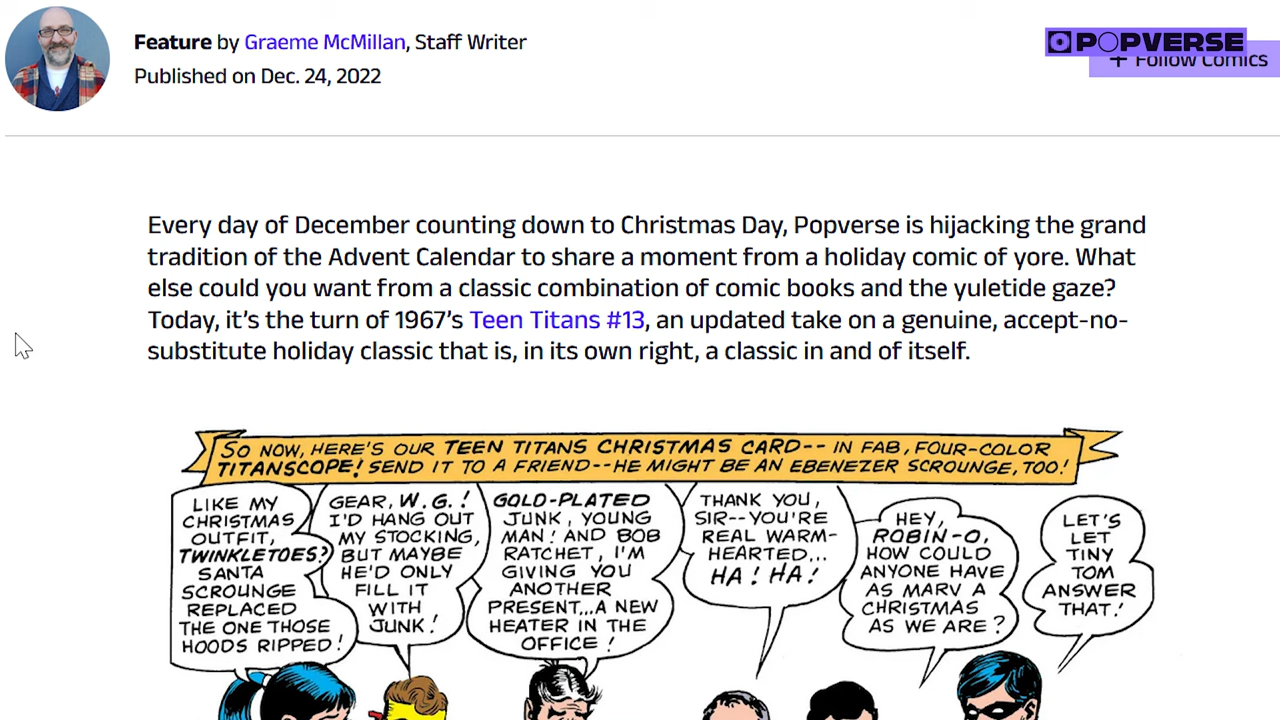 Feature by Graeme McMillan, Staff Writer
Published on Dec. 24, 2022
POPVERSE
+ Follow Comics
Every day of December counting down to Christmas Day, Popverse is hijacking the grand
tradition of the Advent Calendar to share a moment from a holiday comic of yore. What
else could you want from a classic combination of comic books and the yuletide gaze?
Today, it’s the turn of 1967’s Teen Titans #13, an updated take on a genuine, accept-no-
substitute holiday classic that is, in its own right, a classic in and of itself.
SO NOW, HERE'S OUR TEEN TITANS CHRISTMAS CARD-- IN FAB, FOUR-COLOR
TITANSCOPE! SEND IT TO A FRIEND--HE MIGHT BE AN EBENEZER SCROUNGE, TOO!
LIKE MY
CHRISTMAS
OUTFIT,
TWINKLETOES?
SANTA
SCROUNGE
REPLACED
THE ONE THOSE
HOODS RIPPED!
GEAR, W.G.!
I'D HANG OUT
MY STOCKING,
BUT MAYBE
HE'D ONLY
FILL IT
WITH
JUNK!
GOLD-PLATED
JUNK, YOUNG
MAN! AND BOB
RATCHET, I'M
GIVING YOU
ANOTHER
PRESENT...A NEW
HEATER IN THE
OFFICE!
THANK YOU,
SIR--YOU'RE
REAL WARM-
HEARTED...
HA! HA!
HEY,
ROBIN-O,
HOW COULD
ANYONE HAVE
AS MARV A
CHRISTMAS
AS WE ARE?
LET'S
LET
TINY
TOM
ANSWER
THAT!